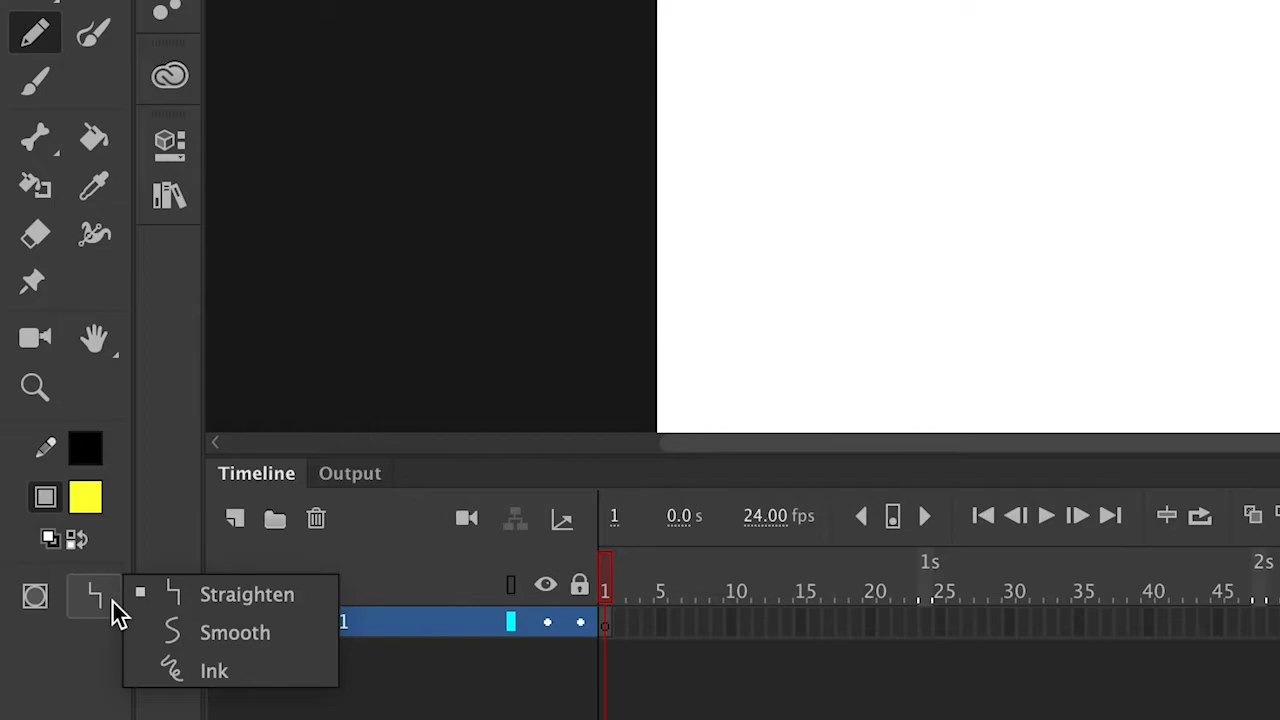 Timeline Output
1 0.0 s 24.00 fps
1s 2s
1 5 10 15 20 25 30 35 40 45
Straighten
1
Smooth
Ink